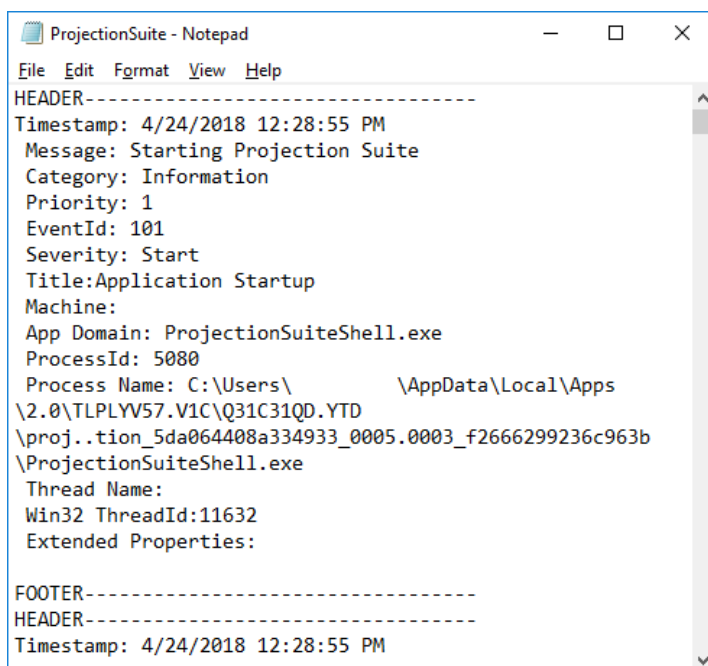 ProjectionSuite - Notepad
File Edit Format View Help
HEADER----------------------------------
Timestamp: 4/24/2018 12:28:55 PM
Message: Starting Projection Suite
Category: Information
Priority: 1
EventId: 101
Severity: Start
Title:Application Startup
Machine:
App Domain: ProjectionSuiteShell.exe
ProcessId: 5080
Process Name: C:\Users\         \AppData\Local\Apps
\2.0\TLPLYV57.V1C\Q31C31QD.YTD
\proj..tion_5da064408a334933_0005.0003_f2666299236c963b
\ProjectionSuiteShell.exe
Thread Name:
Win32 ThreadId:11632
Extended Properties:
FOOTER----------------------------------
HEADER----------------------------------
Timestamp: 4/24/2018 12:28:55 PM